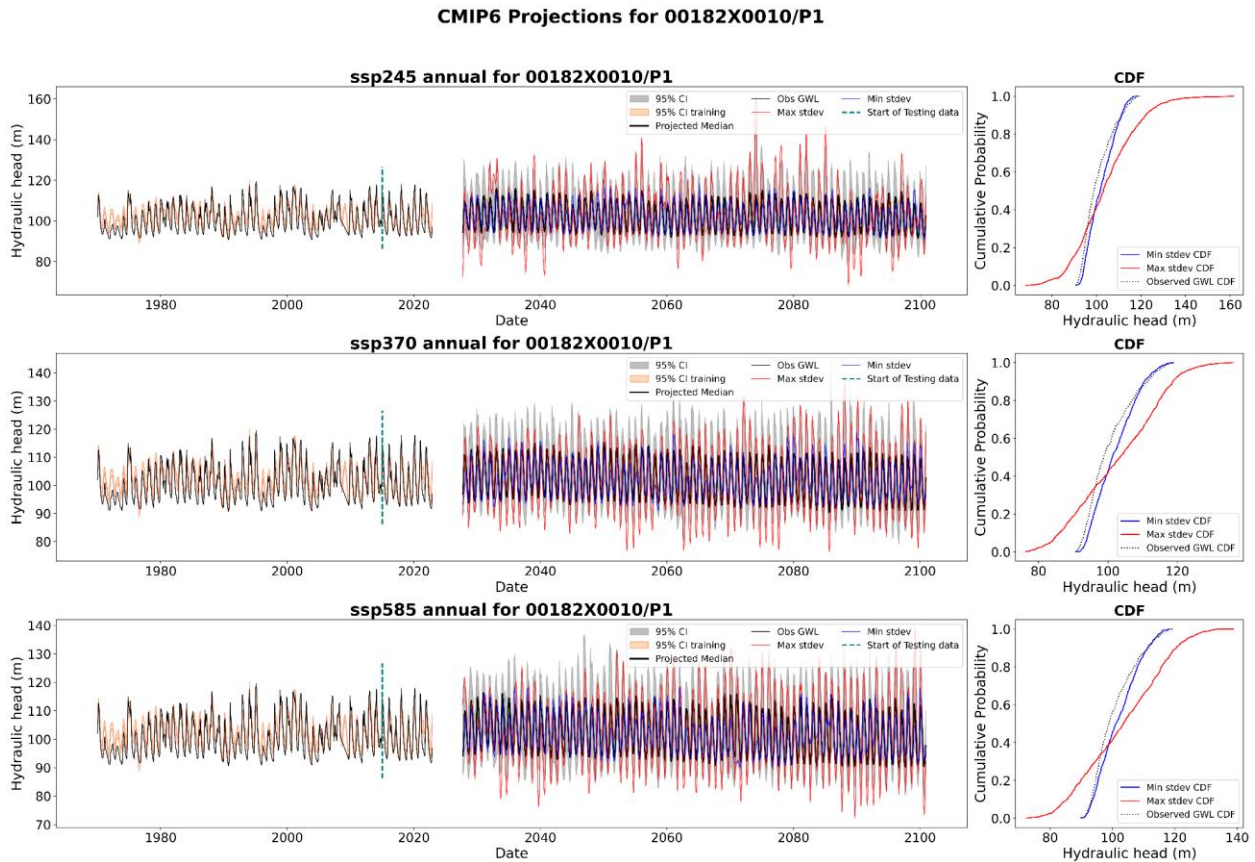 CMIP6 Projections for 00182X0010/P1
ssp245 annual for 00182X0010/P1
95% CI
95% CI training
Projected Median
Obs GWL
Max stdev
Min stdev
Start of Testing data
160
140
120
100
80
Hydraulic head (m)
1980
2000
2020
2040
2060
2080
2100
Date
CDF
1.0
0.8
0.6
0.4
0.2
0.0
Cumulative Probability
Min stdev CDF
Max stdev CDF
Observed GWL CDF
80
100
120
140
160
Hydraulic head (m)
ssp370 annual for 00182X0010/P1
95% CI
95% CI training
Projected Median
Obs GWL
Max stdev
Min stdev
Start of Testing data
140
130
120
110
100
90
80
Hydraulic head (m)
1980
2000
2020
2040
2060
2080
2100
Date
CDF
1.0
0.8
0.6
0.4
0.2
0.0
Cumulative Probability
Min stdev CDF
Max stdev CDF
Observed GWL CDF
80
100
120
Hydraulic head (m)
ssp585 annual for 00182X0010/P1
95% CI
95% CI training
Projected Median
Obs GWL
Max stdev
Min stdev
Start of Testing data
140
130
120
110
100
90
80
70
Hydraulic head (m)
1980
2000
2020
2040
2060
2080
2100
Date
CDF
1.0
0.8
0.6
0.4
0.2
0.0
Cumulative Probability
Min stdev CDF
Max stdev CDF
Observed GWL CDF
80
100
120
140
Hydraulic head (m)